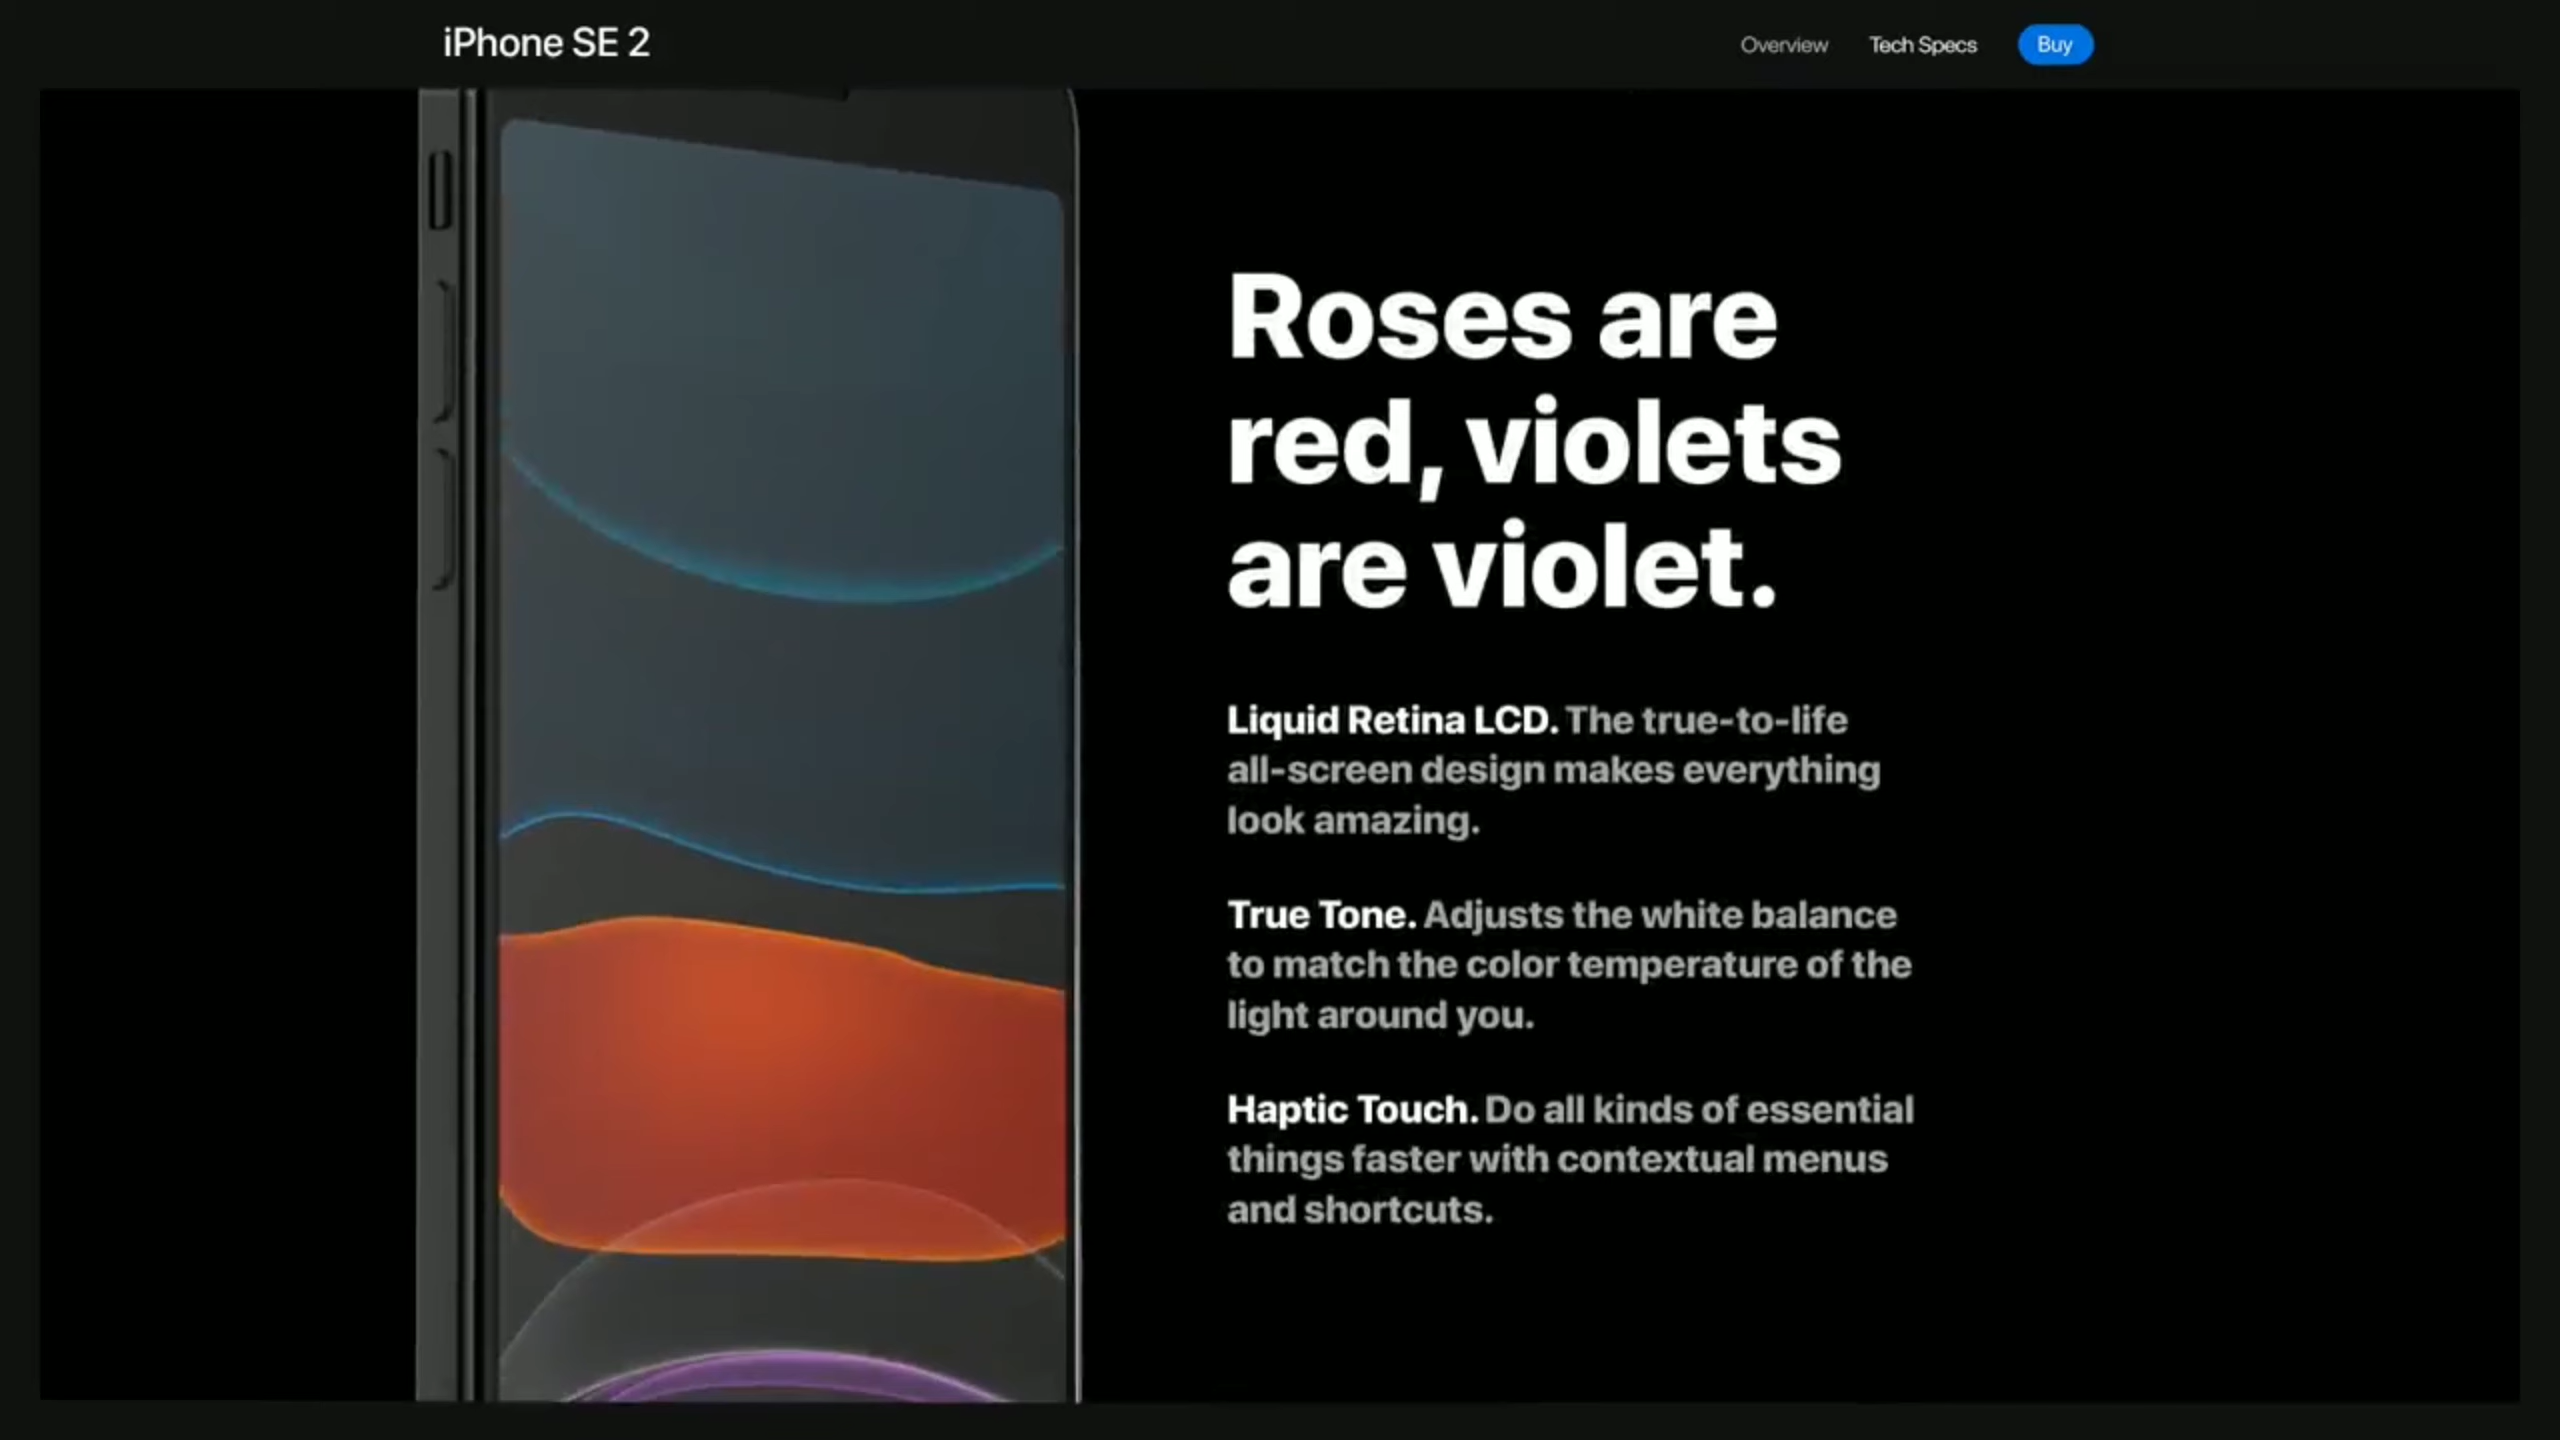 iPhone SE 2
Overview
Tech Specs
Buy
Roses are
red, violets
are violet.
Liquid Retina LCD. The true-to-life
all-screen design makes everything
look amazing.
True Tone. Adjusts the white balance
to match the color temperature of the
light around you.
Haptic Touch. Do all kinds of essential
things faster with contextual menus
and shortcuts.